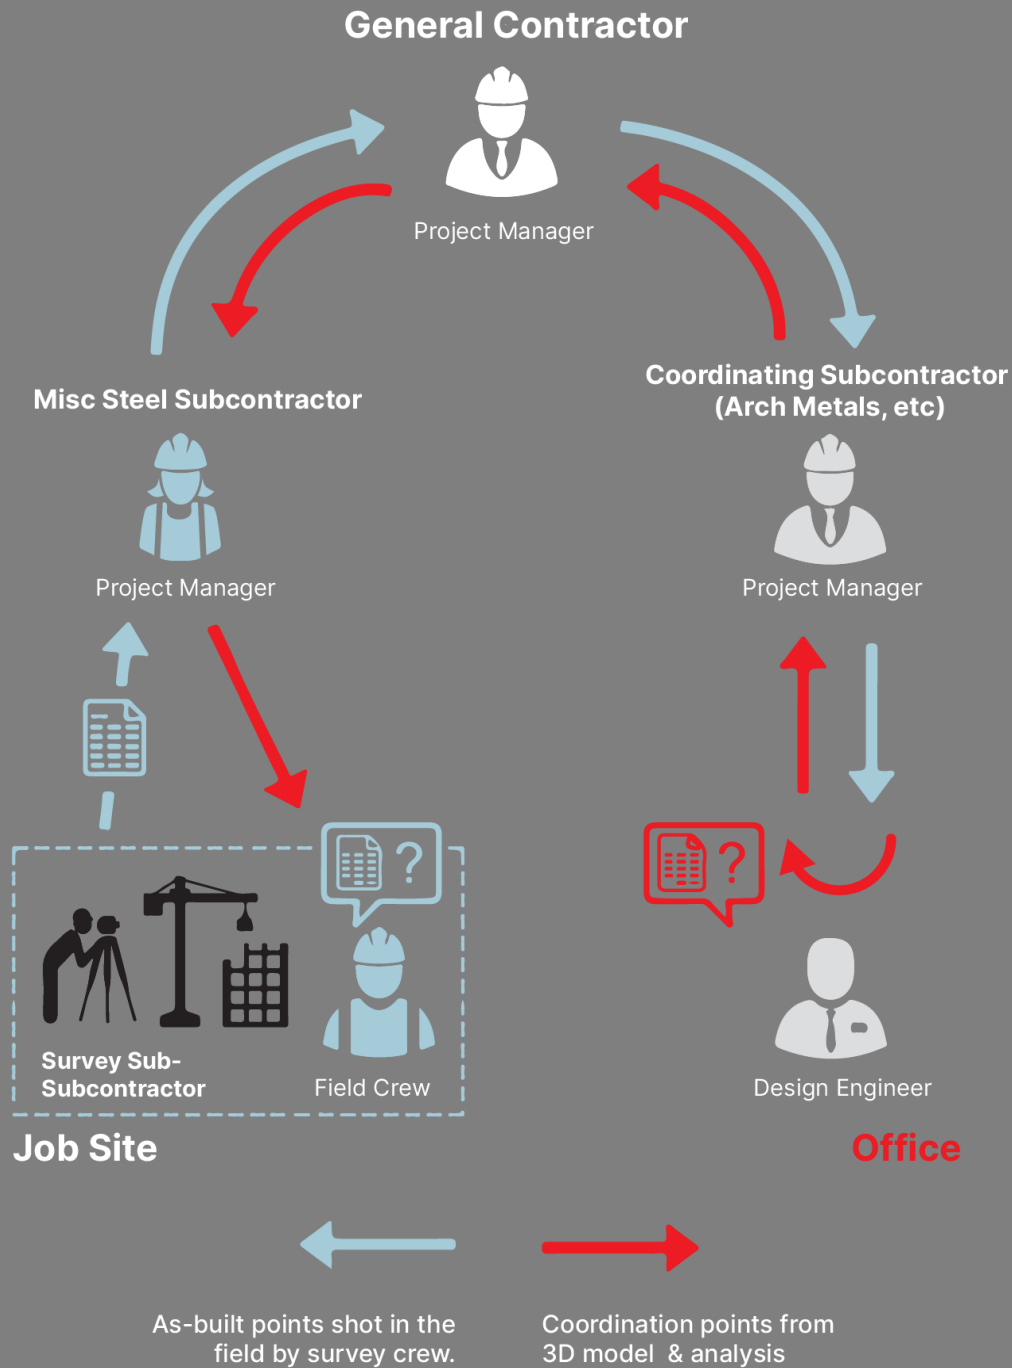 General Contractor
Project Manager
Misc Steel Subcontractor
Coordinating Subcontractor
(Arch Metals, etc)
Project Manager
Project Manager
?
?
Survey Sub-
Subcontractor
Field Crew
Design Engineer
Job Site
Office
As-built points shot in the
field by survey crew.
Coordination points from
3D model & analysis